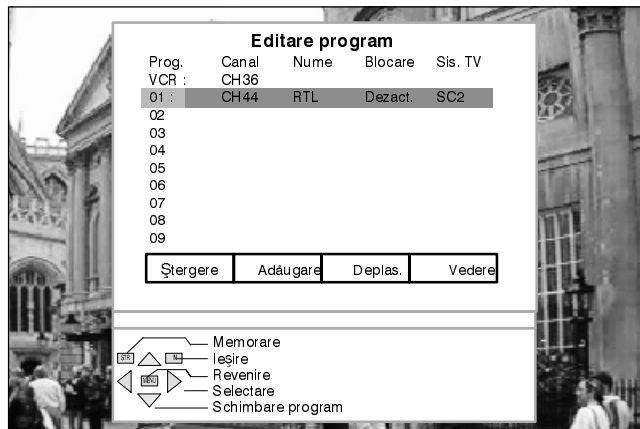 Editare program
Prog. Canal Nume Blocare Sis. TV
VCR : CH36
01 : CH44 RTL Dezact. SC2
02
03
04
05
06
07
08
09
Ştergere Adăugare Deplas. Vedere
Memorare
STR N Ieşire
MENU Revenire
Selectare
Schimbare program